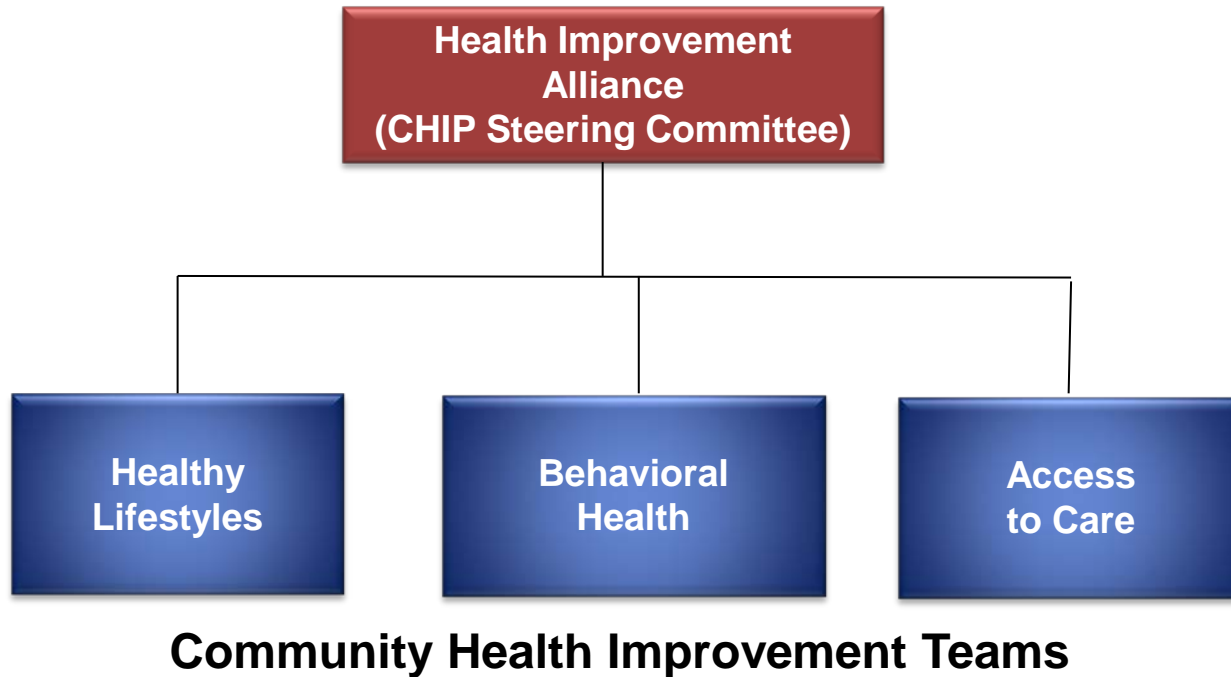 Health Improvement
Alliance
(CHIP Steering Committee)
Healthy
Lifestyles
Behavioral
Health
Access
to Care
Community Health Improvement Teams